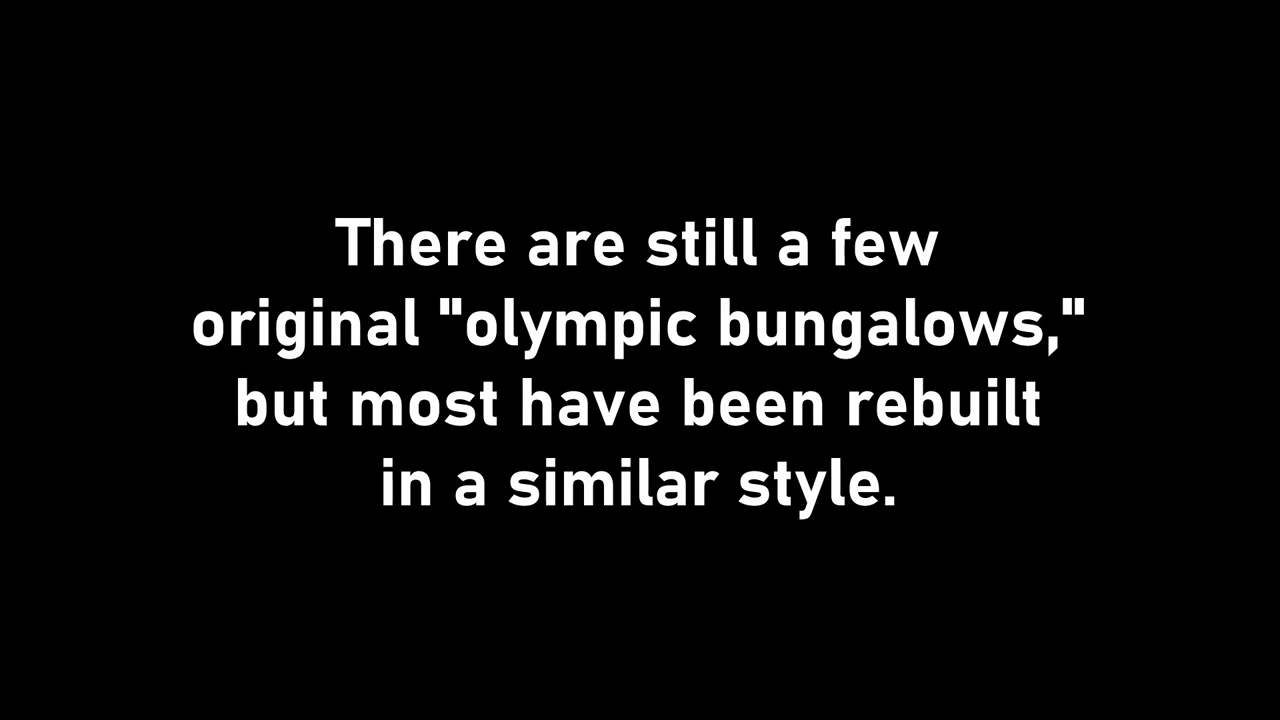 There are still a few
original "olympic bungalows,"
but most have been rebuilt
in a similar style.